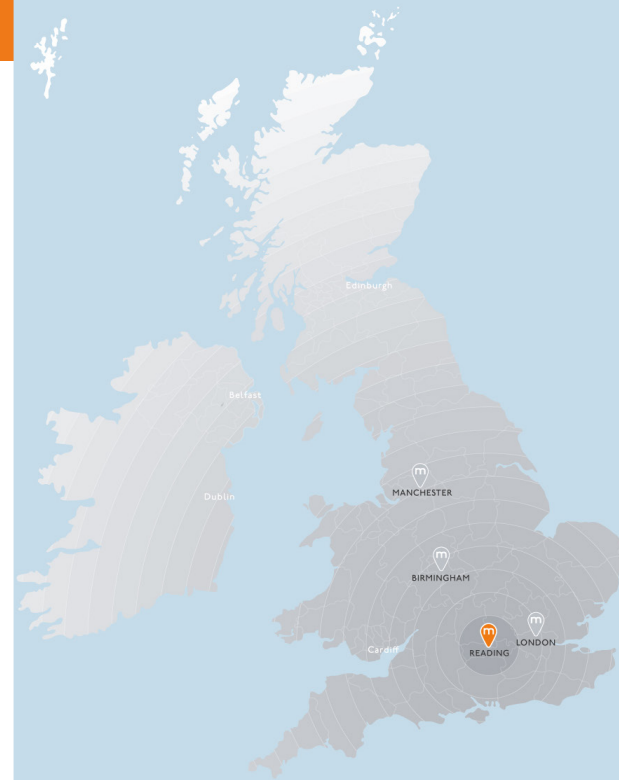 Edinburgh
Belfast
m
MANCHESTER
Dublin
m
BIRMINGHAM
m
LONDON
m
READING
Cardiff